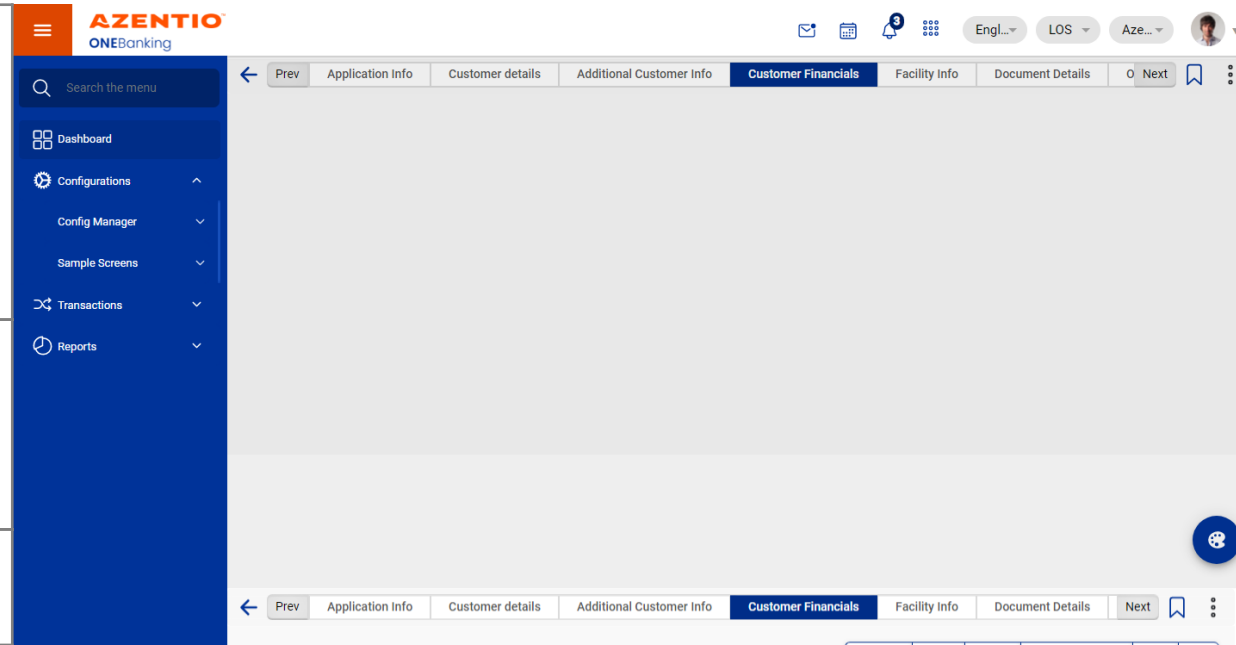 AZENTIO
ONEBanking
3
Engl...
LOS
Aze...
Search the menu
Dashboard
Configurations
Config Manager
Sample Screens
Transactions
Reports
Prev Application Info Customer details Additional Customer Info Customer Financials Facility Info Document Details O Next
Prev Application Info Customer details Additional Customer Info Customer Financials Facility Info Document Details Next